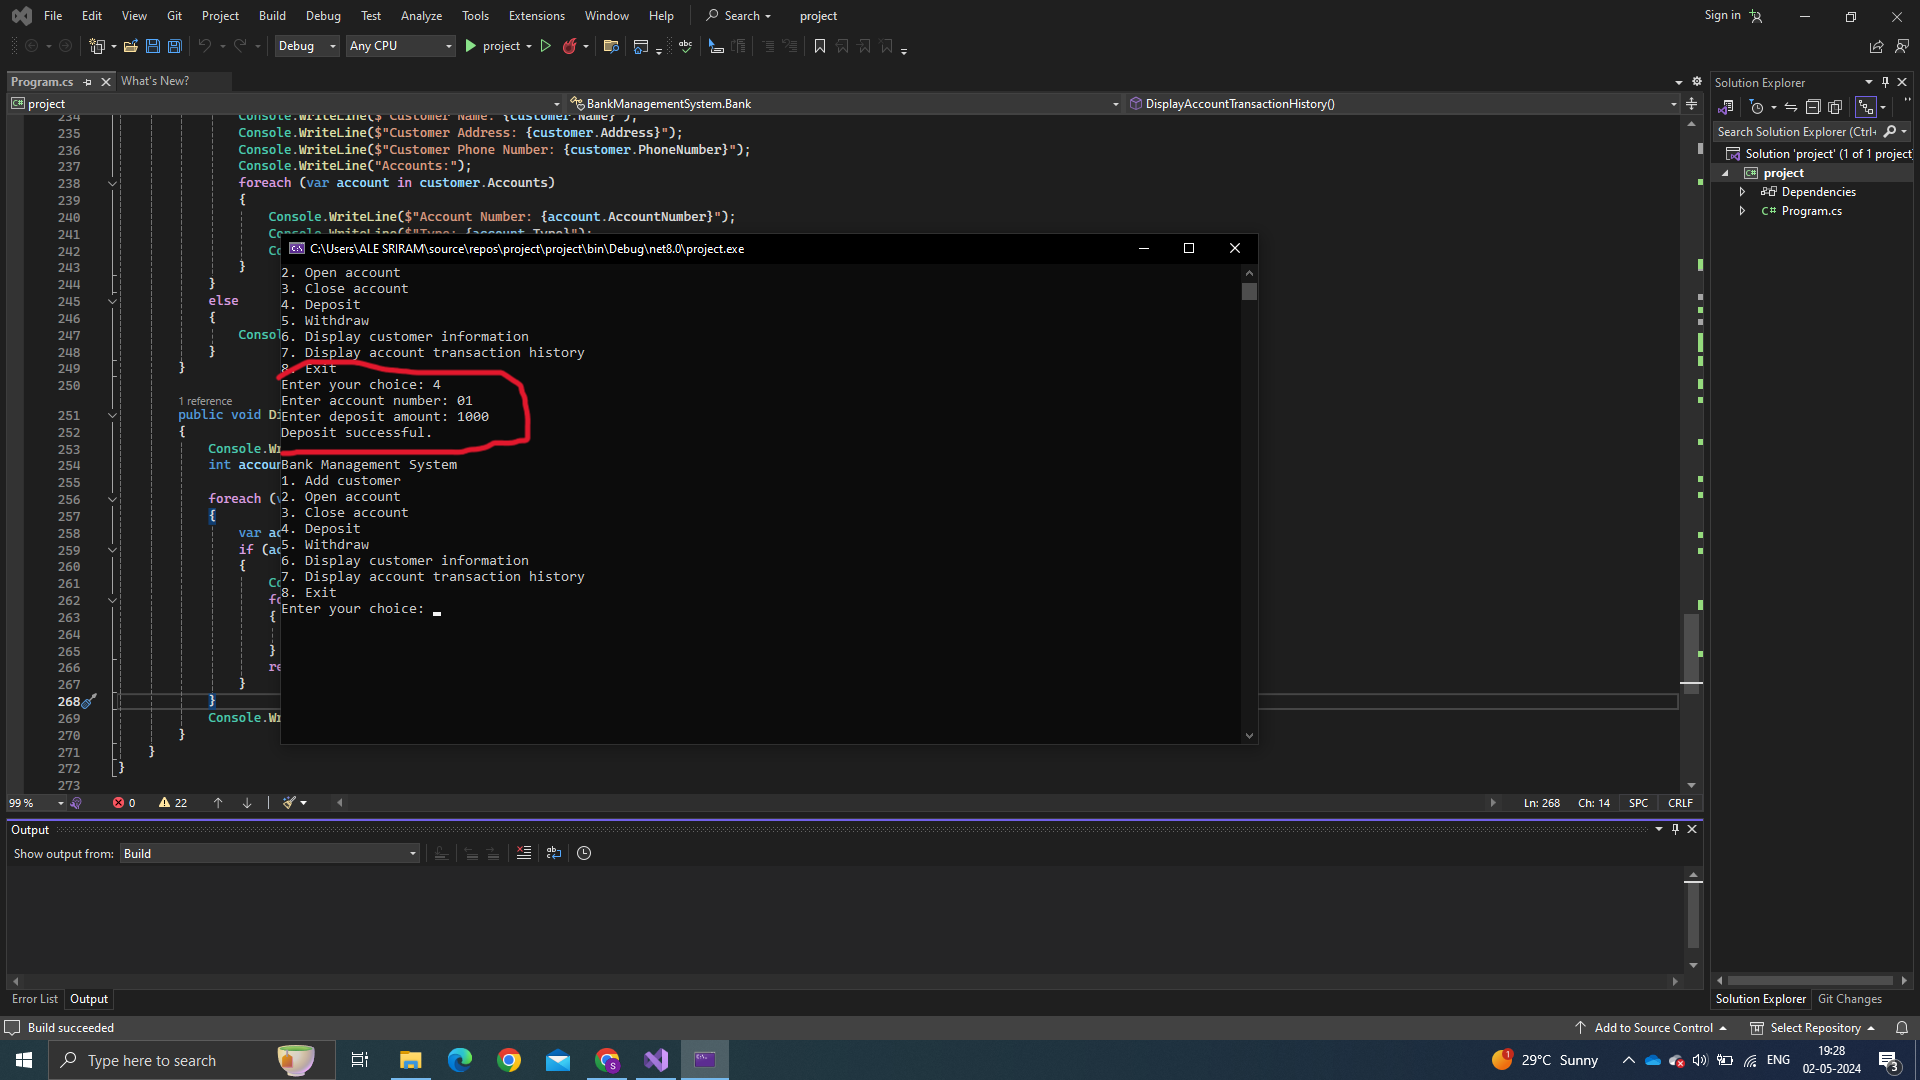 File Edit View Git Project Build Debug Test Analyze Tools Extensions Window Help Search project Sign in
Debug Any CPU project
Program.cs What's New?
project BankManagementSystem.Bank DisplayAccountTransactionHistory()
234 Console.WriteLine($"Customer Name: {customer.Name}");
235 Console.WriteLine($"Customer Address: {customer.Address}");
236 Console.WriteLine($"Customer Phone Number: {customer.PhoneNumber}");
237 Console.WriteLine("Accounts:");
238 foreach (var account in customer.Accounts)
239 {
240 Console.WriteLine($"Account Number: {account.AccountNumber}");
241 Console.WriteLine($"Type: {account.Type}");
242 Co
243 }
244 }
245 else
246 {
247 Consol
248 }
249 }
250
1 reference
251 public void Di
252 {
253 Console.Wr
254 int accoun
255
256 foreach (v
257 {
258 var ac
259 if (ac
260 {
261 Co
262 fo
263 {
264
265 }
266 re
267 }
268 }
269 Console.Wr
270 }
271 }
272 }
273
C:\Users\ALE SRIRAM\source\repos\project\project\bin\Debug\net8.0\project.exe
2. Open account
3. Close account
4. Deposit
5. Withdraw
6. Display customer information
7. Display account transaction history
8. Exit
Enter your choice: 4
Enter account number: 01
Enter deposit amount: 1000
Deposit successful.
Bank Management System
1. Add customer
2. Open account
3. Close account
4. Deposit
5. Withdraw
6. Display customer information
7. Display account transaction history
8. Exit
Enter your choice:
99 % 0 22 Ln: 268 Ch: 14 SPC CRLF
Output
Show output from: Build
Error List Output
Solution Explorer
Search Solution Explorer (Ctrl+
Solution 'project' (1 of 1 project
project
Dependencies
C# Program.cs
Solution Explorer Git Changes
Build succeeded Add to Source Control Select Repository
Type here to search 29°C Sunny ENG 19:28
02-05-2024 3